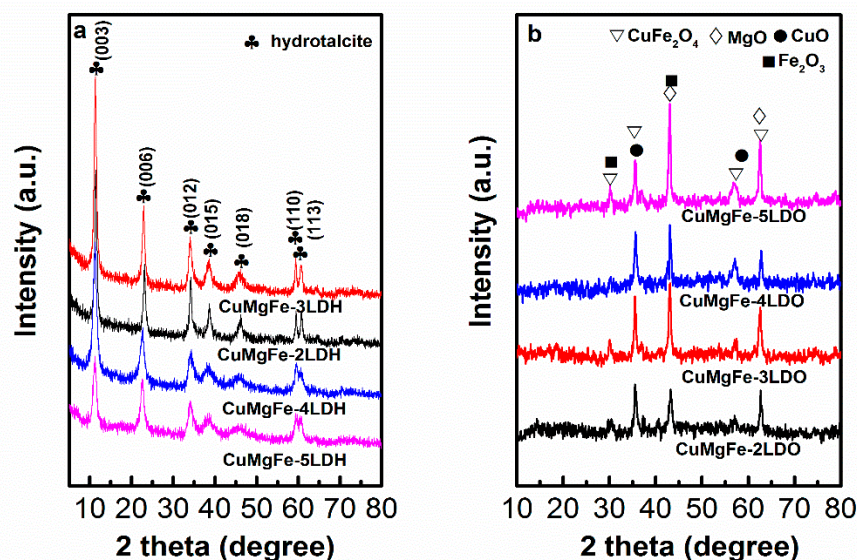 a
♣ hydrotalcite
♣(003)
♣(006)
♣(012)
♣(015)
♣(018)
♣(110)
♣(113)
CuMgFe-3LDH
CuMgFe-2LDH
CuMgFe-4LDH
CuMgFe-5LDH
Intensity (a.u.)
10 20 30 40 50 60 70 80
2 theta (degree)
b
▽CuFe₂O₄ ◇MgO ●CuO
■Fe₂O₃
CuMgFe-5LDO
CuMgFe-4LDO
CuMgFe-3LDO
CuMgFe-2LDO
Intensity (a.u.)
10 20 30 40 50 60 70 80
2 theta (degree)